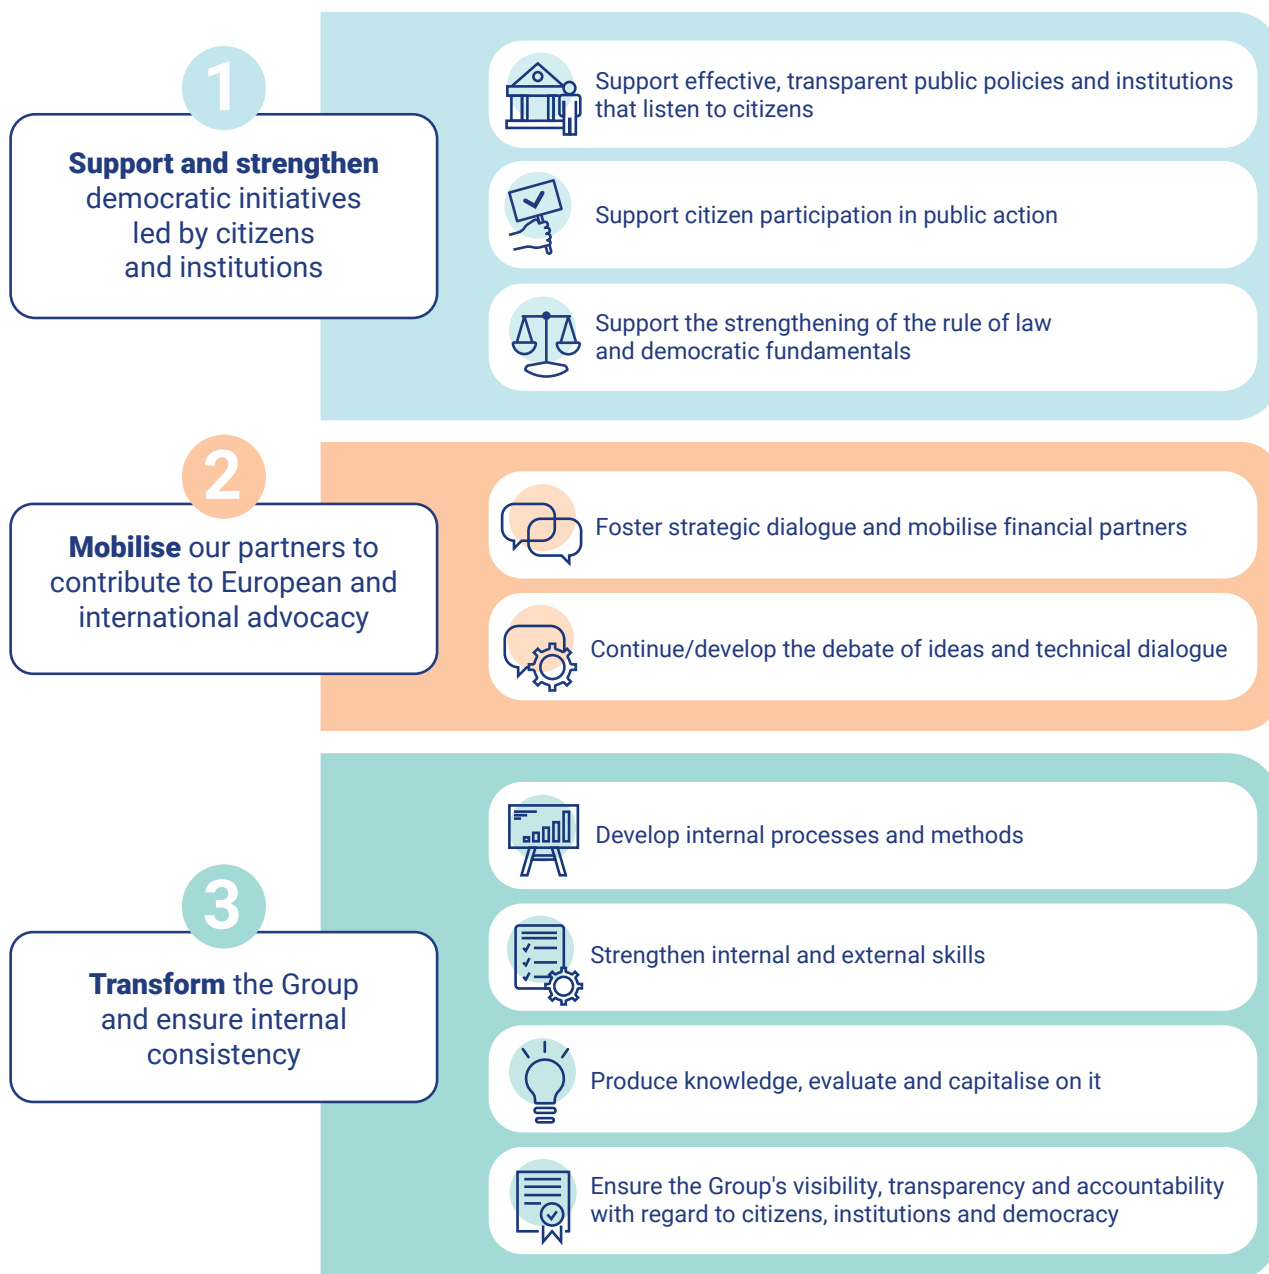 1
Support and strengthen
democratic initiatives
led by citizens
and institutions
Support effective, transparent public policies and institutions
that listen to citizens
Support citizen participation in public action
Support the strengthening of the rule of law
and democratic fundamentals
2
Mobilise our partners to
contribute to European and
international advocacy
Foster strategic dialogue and mobilise financial partners
Continue/develop the debate of ideas and technical dialogue
3
Transform the Group
and ensure internal
consistency
Develop internal processes and methods
Strengthen internal and external skills
Produce knowledge, evaluate and capitalise on it
Ensure the Group's visibility, transparency and accountability
with regard to citizens, institutions and democracy